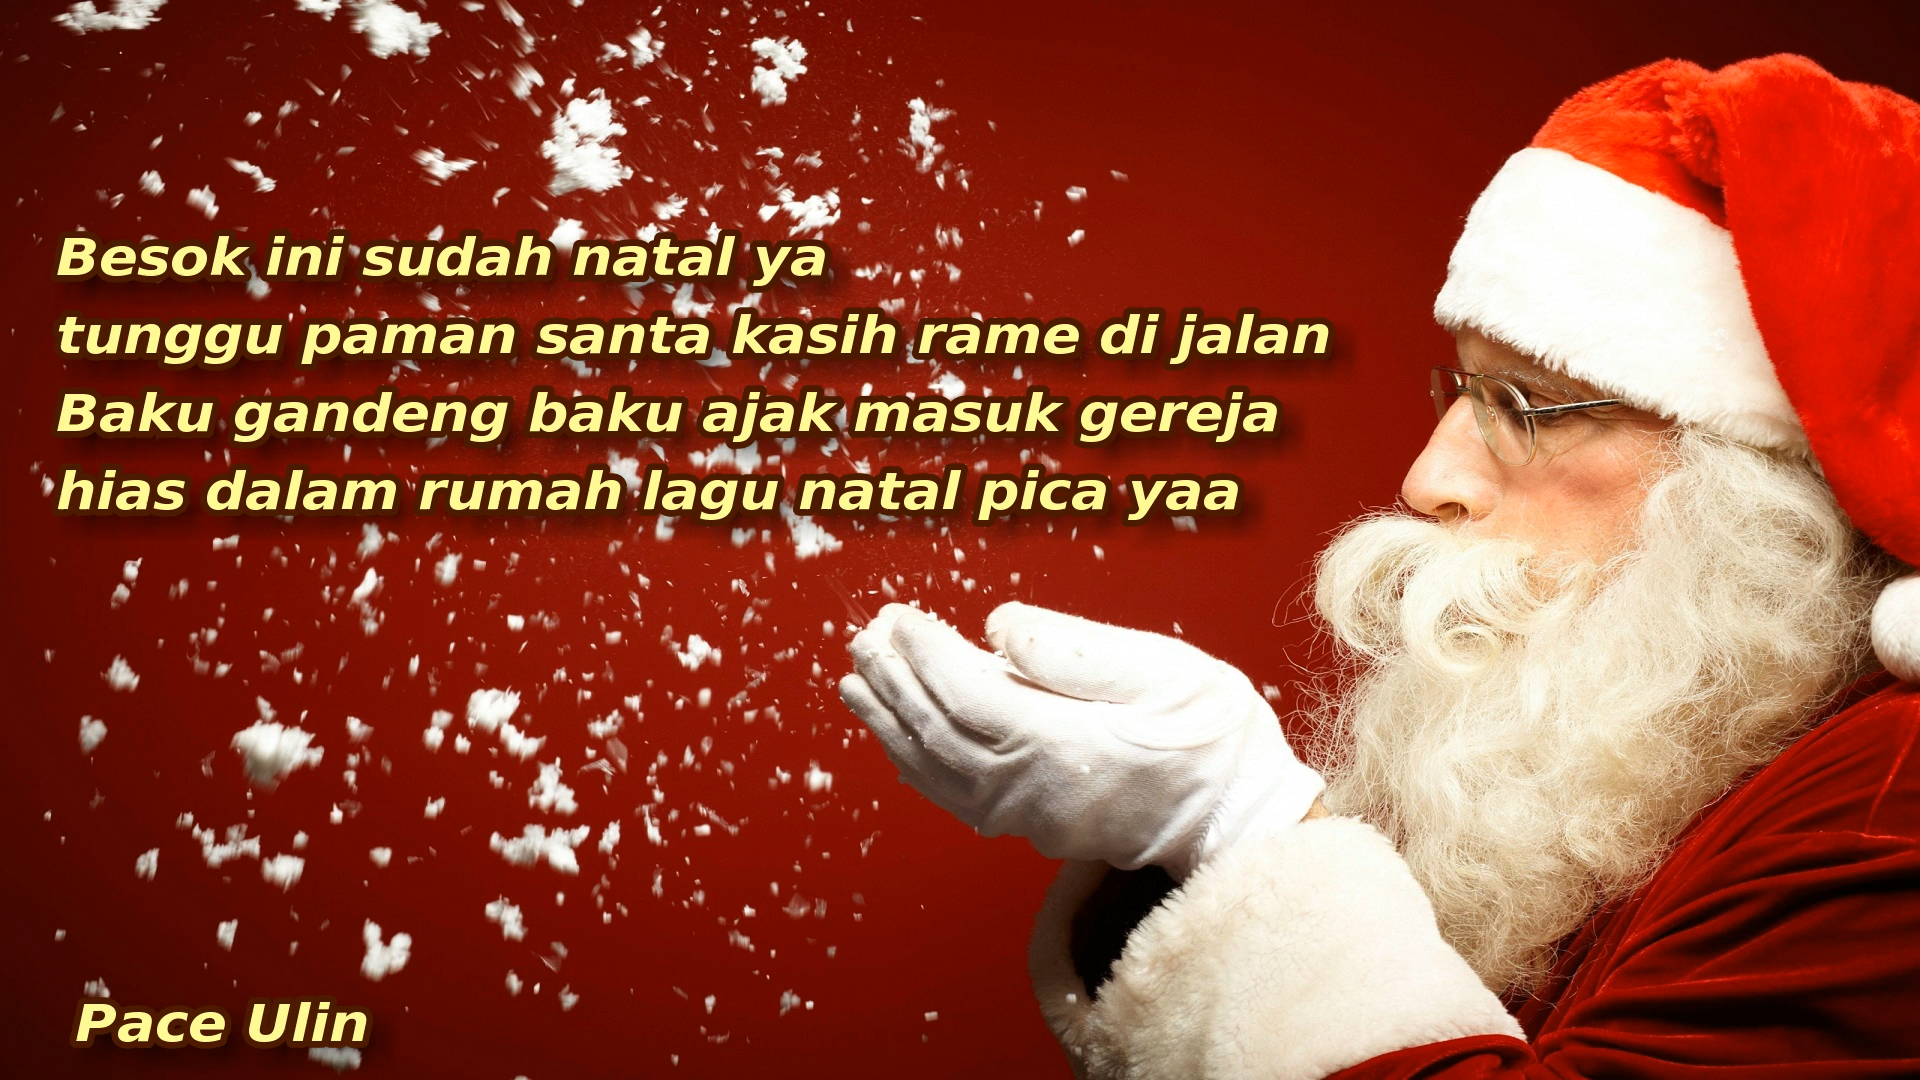 Besok ini sudah natal ya
tunggu paman santa kasih rame di jalan
Baku gandeng baku ajak masuk gereja
hias dalam rumah lagu natal pica yaa
Pace Ulin